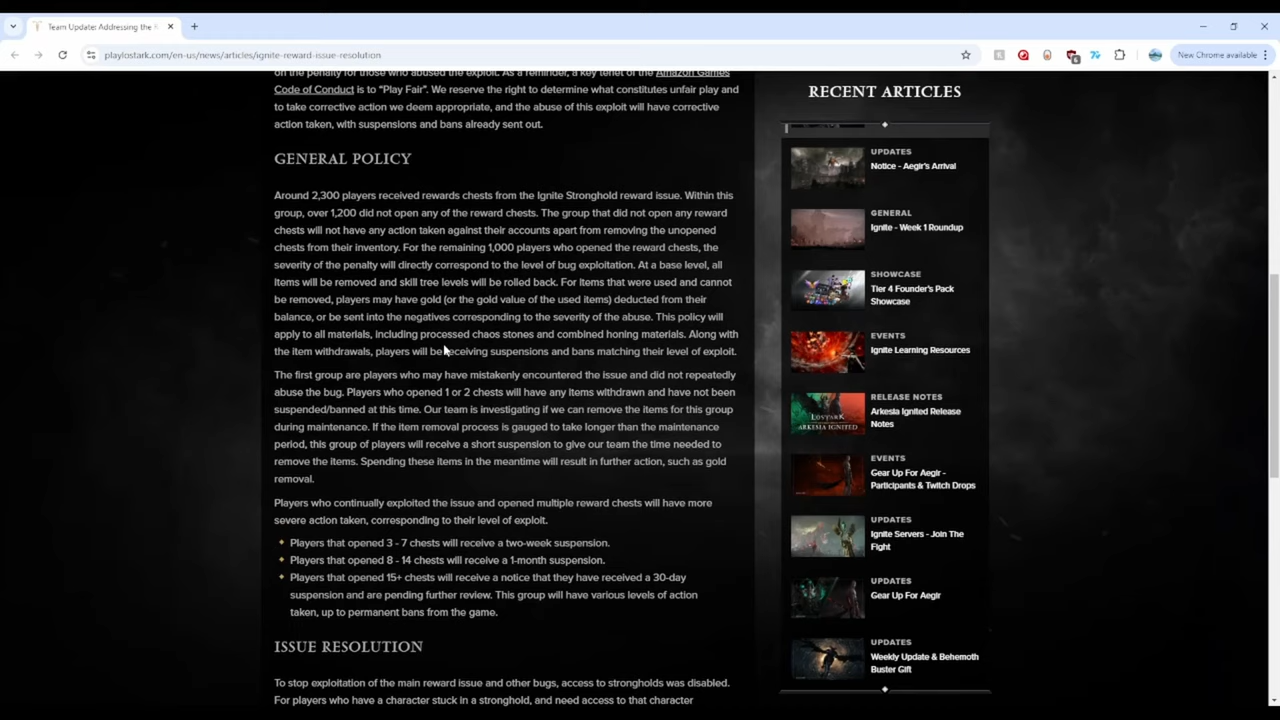 Team Update: Addressing the
playlostark.com/en-us/news/articles/ignite-reward-issue-resolution
New Chrome available
on the penalty for those who abused the exploit. As a reminder, a key tenet of the Amazon Games
Code of Conduct is to “Play Fair”. We reserve the right to determine what constitutes unfair play and
to take corrective action we deem appropriate, and the abuse of this exploit will have corrective
action taken, with suspensions and bans already sent out.
GENERAL POLICY
Around 2,300 players received rewards chests from the Ignite Stronghold reward issue. Within this
group, over 1,200 did not open any of the reward chests. The group that did not open any reward
chests will not have any action taken against their accounts apart from removing the unopened
chests from their inventory. For the remaining 1,000 players who opened the reward chests, the
severity of the penalty will directly correspond to the level of bug exploitation. At a base level, all
items will be removed and skill tree levels will be rolled back. For items that were used and cannot
be removed, players may have gold (or the gold value of the used items) deducted from their
balance, or be sent into the negatives corresponding to the severity of the abuse. This policy will
apply to all materials, including processed chaos stones and combined honing materials. Along with
the item withdrawals, players will be receiving suspensions and bans matching their level of exploit.
The first group are players who may have mistakenly encountered the issue and did not repeatedly
abuse the bug. Players who opened 1 or 2 chests will have any items withdrawn and have not been
suspended/banned at this time. Our team is investigating if we can remove the items for this group
during maintenance. If the item removal process is gauged to take longer than the maintenance
period, this group of players will receive a short suspension to give our team the time needed to
remove the items. Spending these items in the meantime will result in further action, such as gold
removal.
Players who continually exploited the issue and opened multiple reward chests will have more
severe action taken, corresponding to their level of exploit.
Players that opened 3 - 7 chests will receive a two-week suspension.
Players that opened 8 - 14 chests will receive a 1-month suspension.
Players that opened 15+ chests will receive a notice that they have received a 30-day
suspension and are pending further review. This group will have various levels of action
taken, up to permanent bans from the game.
ISSUE RESOLUTION
To stop exploitation of the main reward issue and other bugs, access to strongholds was disabled.
For players who have a character stuck in a stronghold, and need access to that character
RECENT ARTICLES
UPDATES
Notice - Aegir's Arrival
GENERAL
Ignite - Week 1 Roundup
SHOWCASE
Tier 4 Founder's Pack
Showcase
EVENTS
Ignite Learning Resources
RELEASE NOTES
Arkesia Ignited Release
Notes
LOST ARK
ARKESIA IGNITED
EVENTS
Gear Up For Aegir -
Participants & Twitch Drops
UPDATES
Ignite Servers - Join The
Fight
UPDATES
Gear Up For Aegir
UPDATES
Weekly Update & Behemoth
Buster Gift